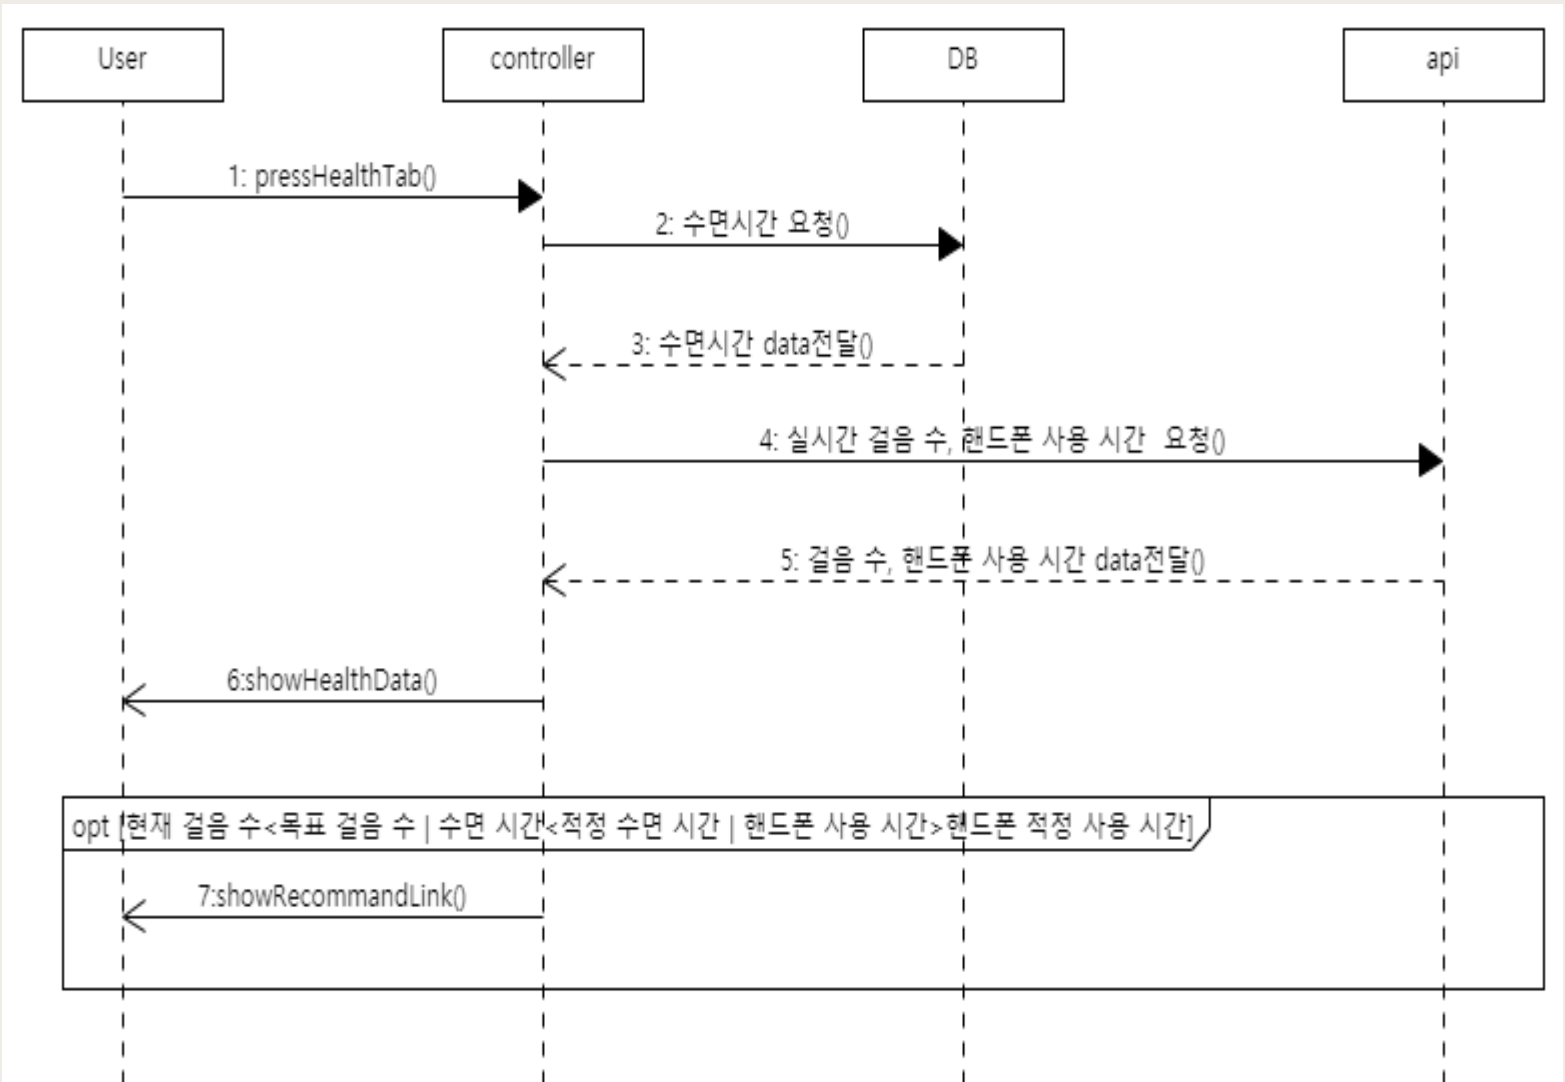 User
controller
DB
api
1: pressHealthTab()
2: 수면시간 요청()
3: 수면시간 data전달()
4: 실시간 걸음 수, 핸드폰 사용 시간  요청()
5: 걸음 수, 핸드폰 사용 시간 data전달()
6:showHealthData()
opt [현재 걸음 수<목표 걸음 수 | 수면 시간<적정 수면 시간 | 핸드폰 사용 시간>핸드폰 적정 사용 시간]
7:showRecommandLink()